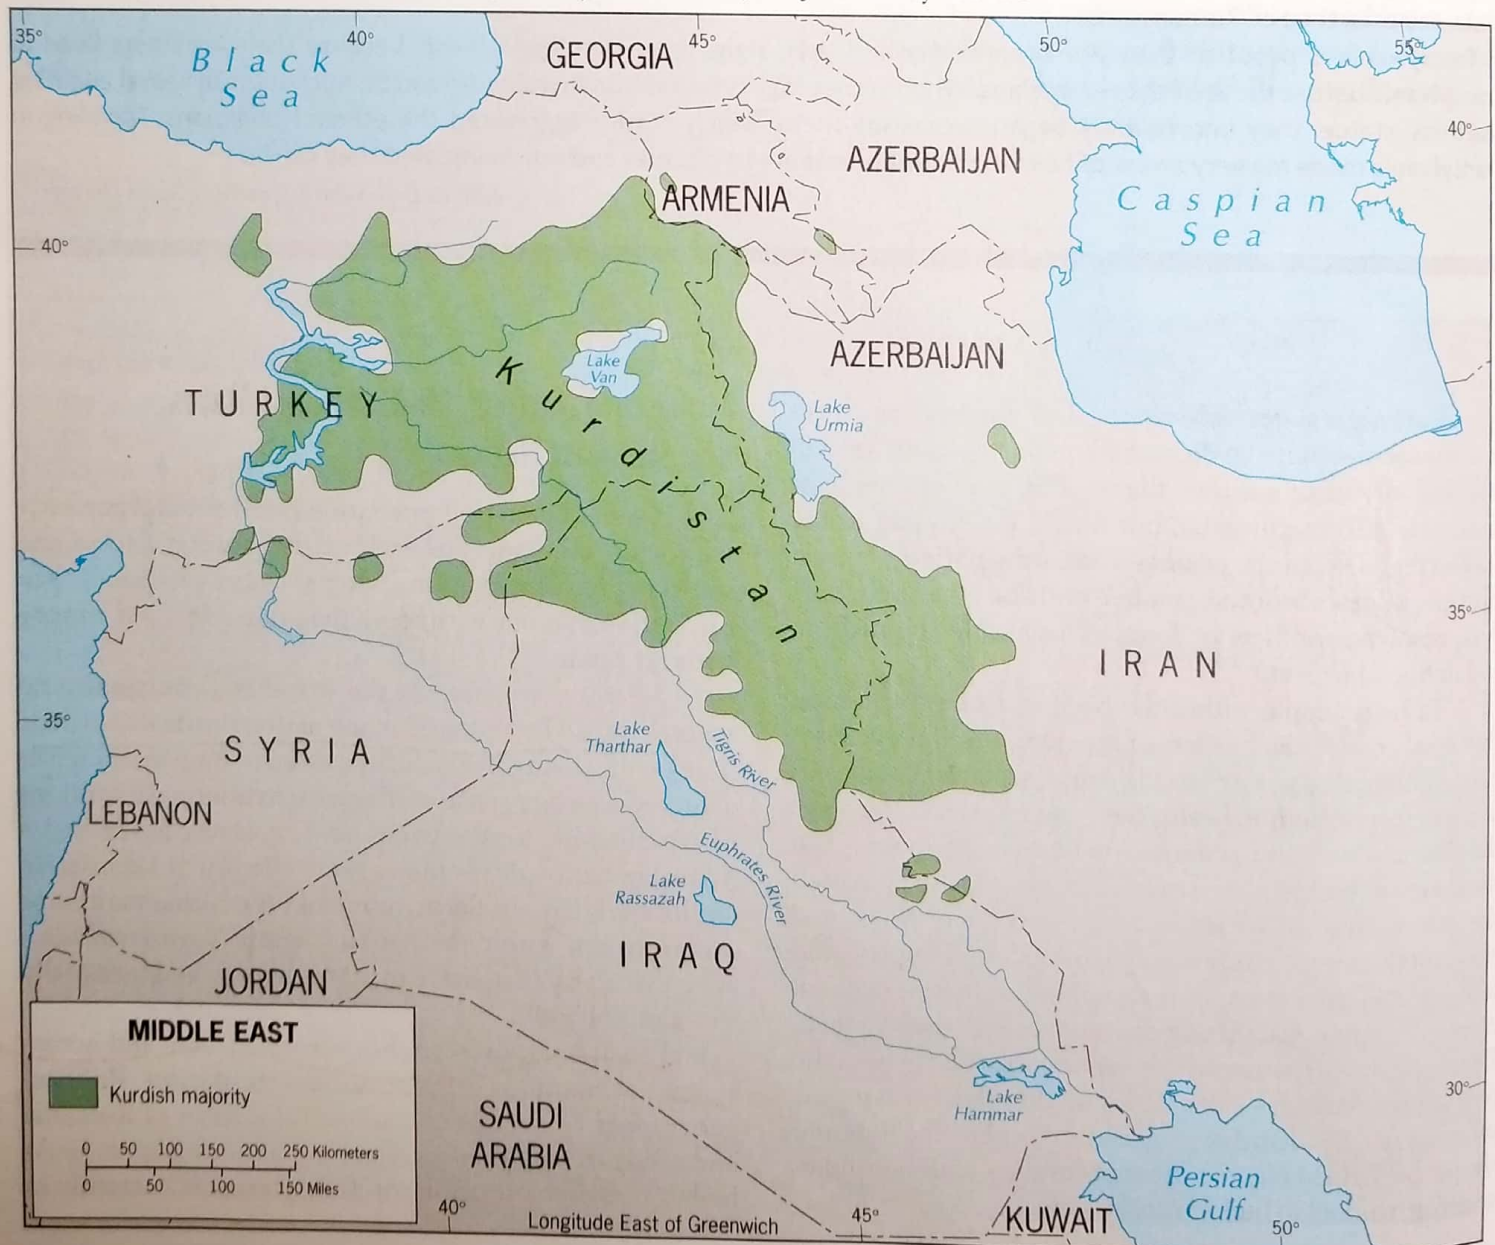 35°
40°
45°
50°
55°
Black
Sea
GEORGIA
AZERBAIJAN
ARMENIA
Caspian
Sea
40°
40°
AZERBAIJAN
TURKEY
Lake
Van
Lake
Urmia
Kurdistan
35°
IRAN
35°
SYRIA
Lake
Tharthar
Tigris River
LEBANON
Euphrates River
Lake
Rassazah
IRAQ
JORDAN
MIDDLE EAST
Kurdish majority
0 50 100 150 200 250 Kilometers
0 50 100 150 Miles
SAUDI
ARABIA
Lake
Hammar
30°
Persian
Gulf
KUWAIT
40°
Longitude East of Greenwich
45°
50°